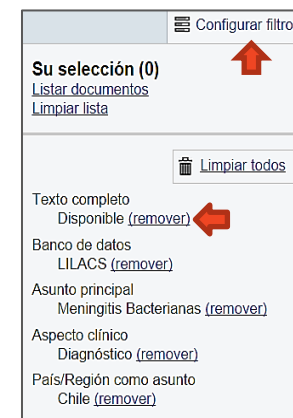 Configurar filtro
Su selección (0)
Listar documentos
Limpiar lista
Limpiar todos
Texto completo
Disponible (remover)
Banco de datos
LILACS (remover)
Asunto principal
Meningitis Bacterianas (remover)
Aspecto clínico
Diagnóstico (remover)
País/Región como asunto
Chile (remover)